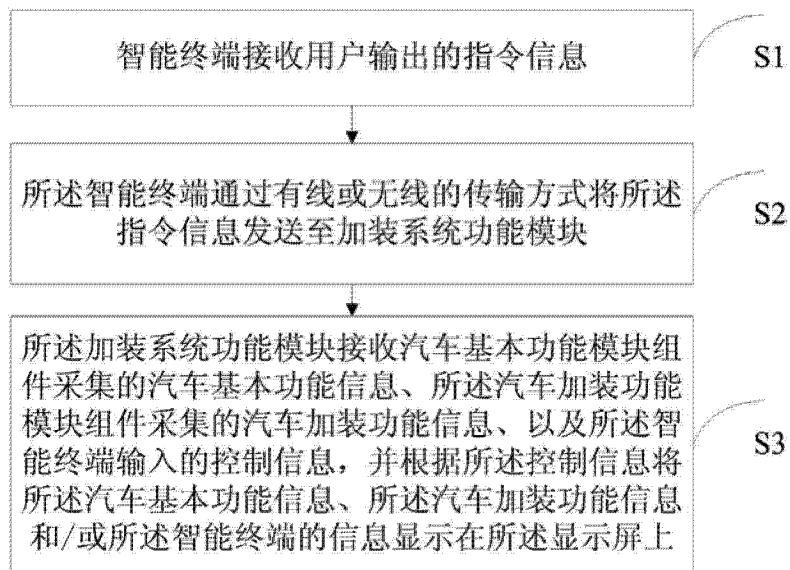 智能终端接收用户输出的指令信息
S1
所述智能终端通过有线或无线的传输方式将所述
指令信息发送至加装系统功能模块
S2
所述加装系统功能模块接收汽车基本功能模块组
件采集的汽车基本功能信息、所述汽车加装功能
模块组件采集的汽车加装功能信息、以及所述智
能终端输入的控制信息，并根据所述控制信息将
所述汽车基本功能信息、所述汽车加装功能信息
和/或所述智能终端的信息显示在所述显示屏上
S3